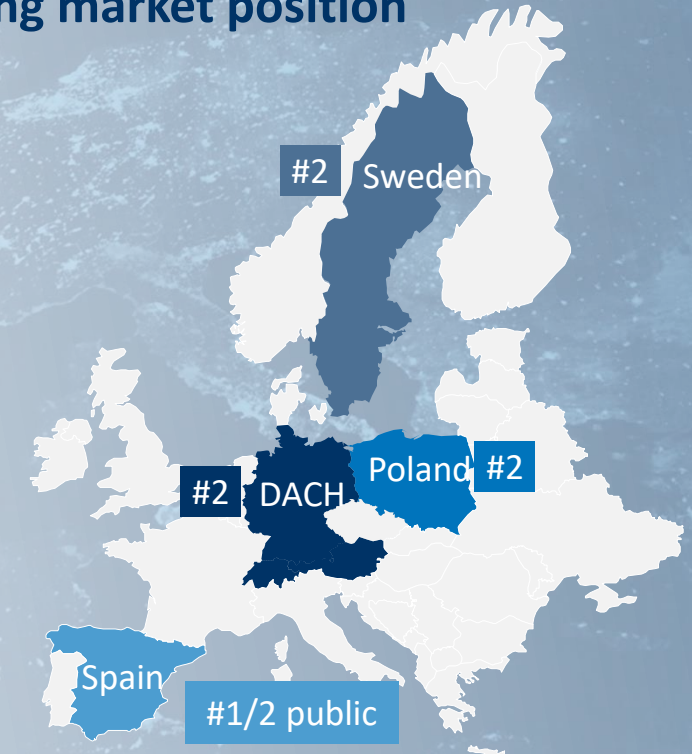 ng market position
#2 Sweden
Poland #2
#2 DACH
Spain
#1/2 public